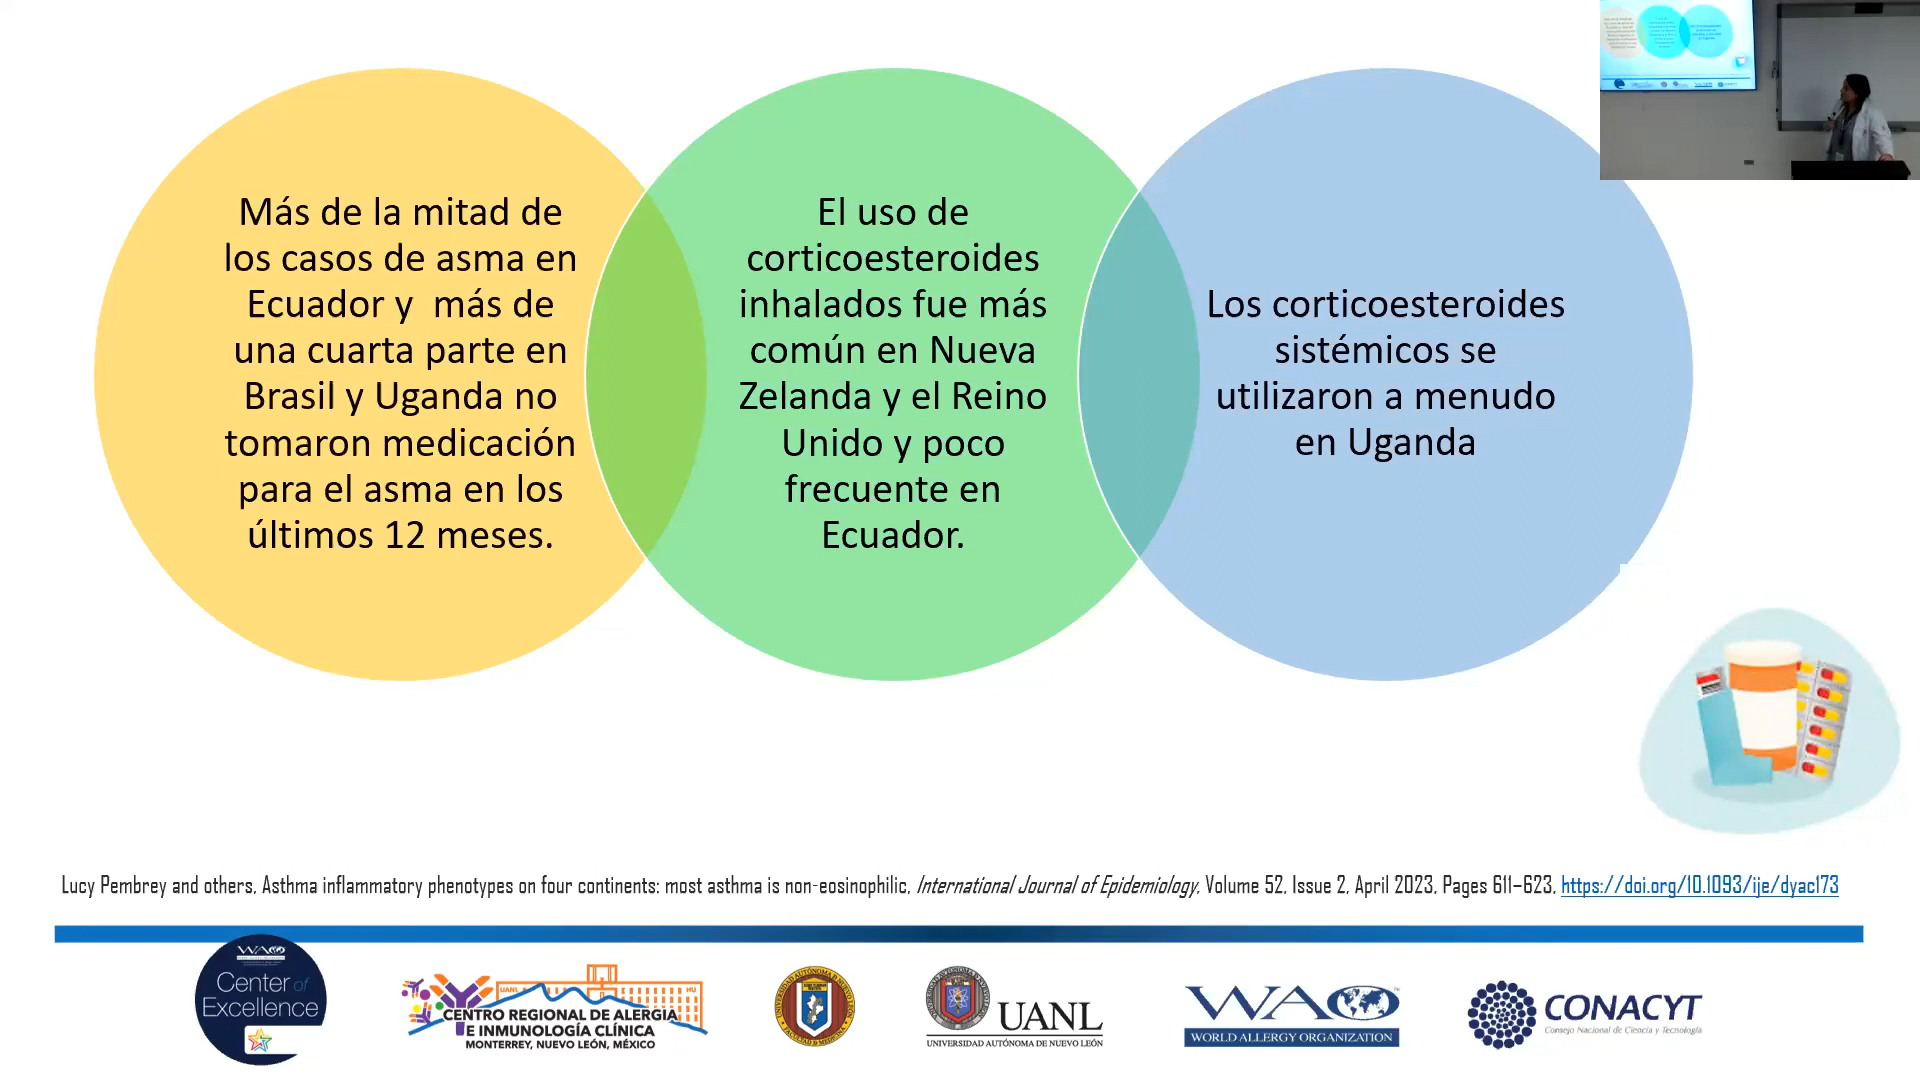 Más de la mitad de
los casos de asma en
Ecuador y  más de
una cuarta parte en
Brasil y Uganda no
tomaron medicación
para el asma en los
últimos 12 meses.
El uso de
corticoesteroides
inhalados fue más
común en Nueva
Zelanda y el Reino
Unido y poco
frecuente en
Ecuador.
Los corticoesteroides
sistémicos se
utilizaron a menudo
en Uganda
Lucy Pembrey and others, Asthma inflammatory phenotypes on four continents: most asthma is non-eosinophilic, International Journal of Epidemiology, Volume 52, Issue 2, April 2023, Pages 611–623, https://doi.org/10.1093/ije/dyac173
WAO
Center of
Excellence
UANL
HU
CENTRO REGIONAL DE ALERGIA
E INMUNOLOGÍA CLÍNICA
MONTERREY, NUEVO LEÓN, MÉXICO
UANL
UNIVERSIDAD AUTÓNOMA DE NUEVO LEÓN
WAO
WORLD ALLERGY ORGANIZATION
CONACYT
Consejo Nacional de Ciencia y Tecnología